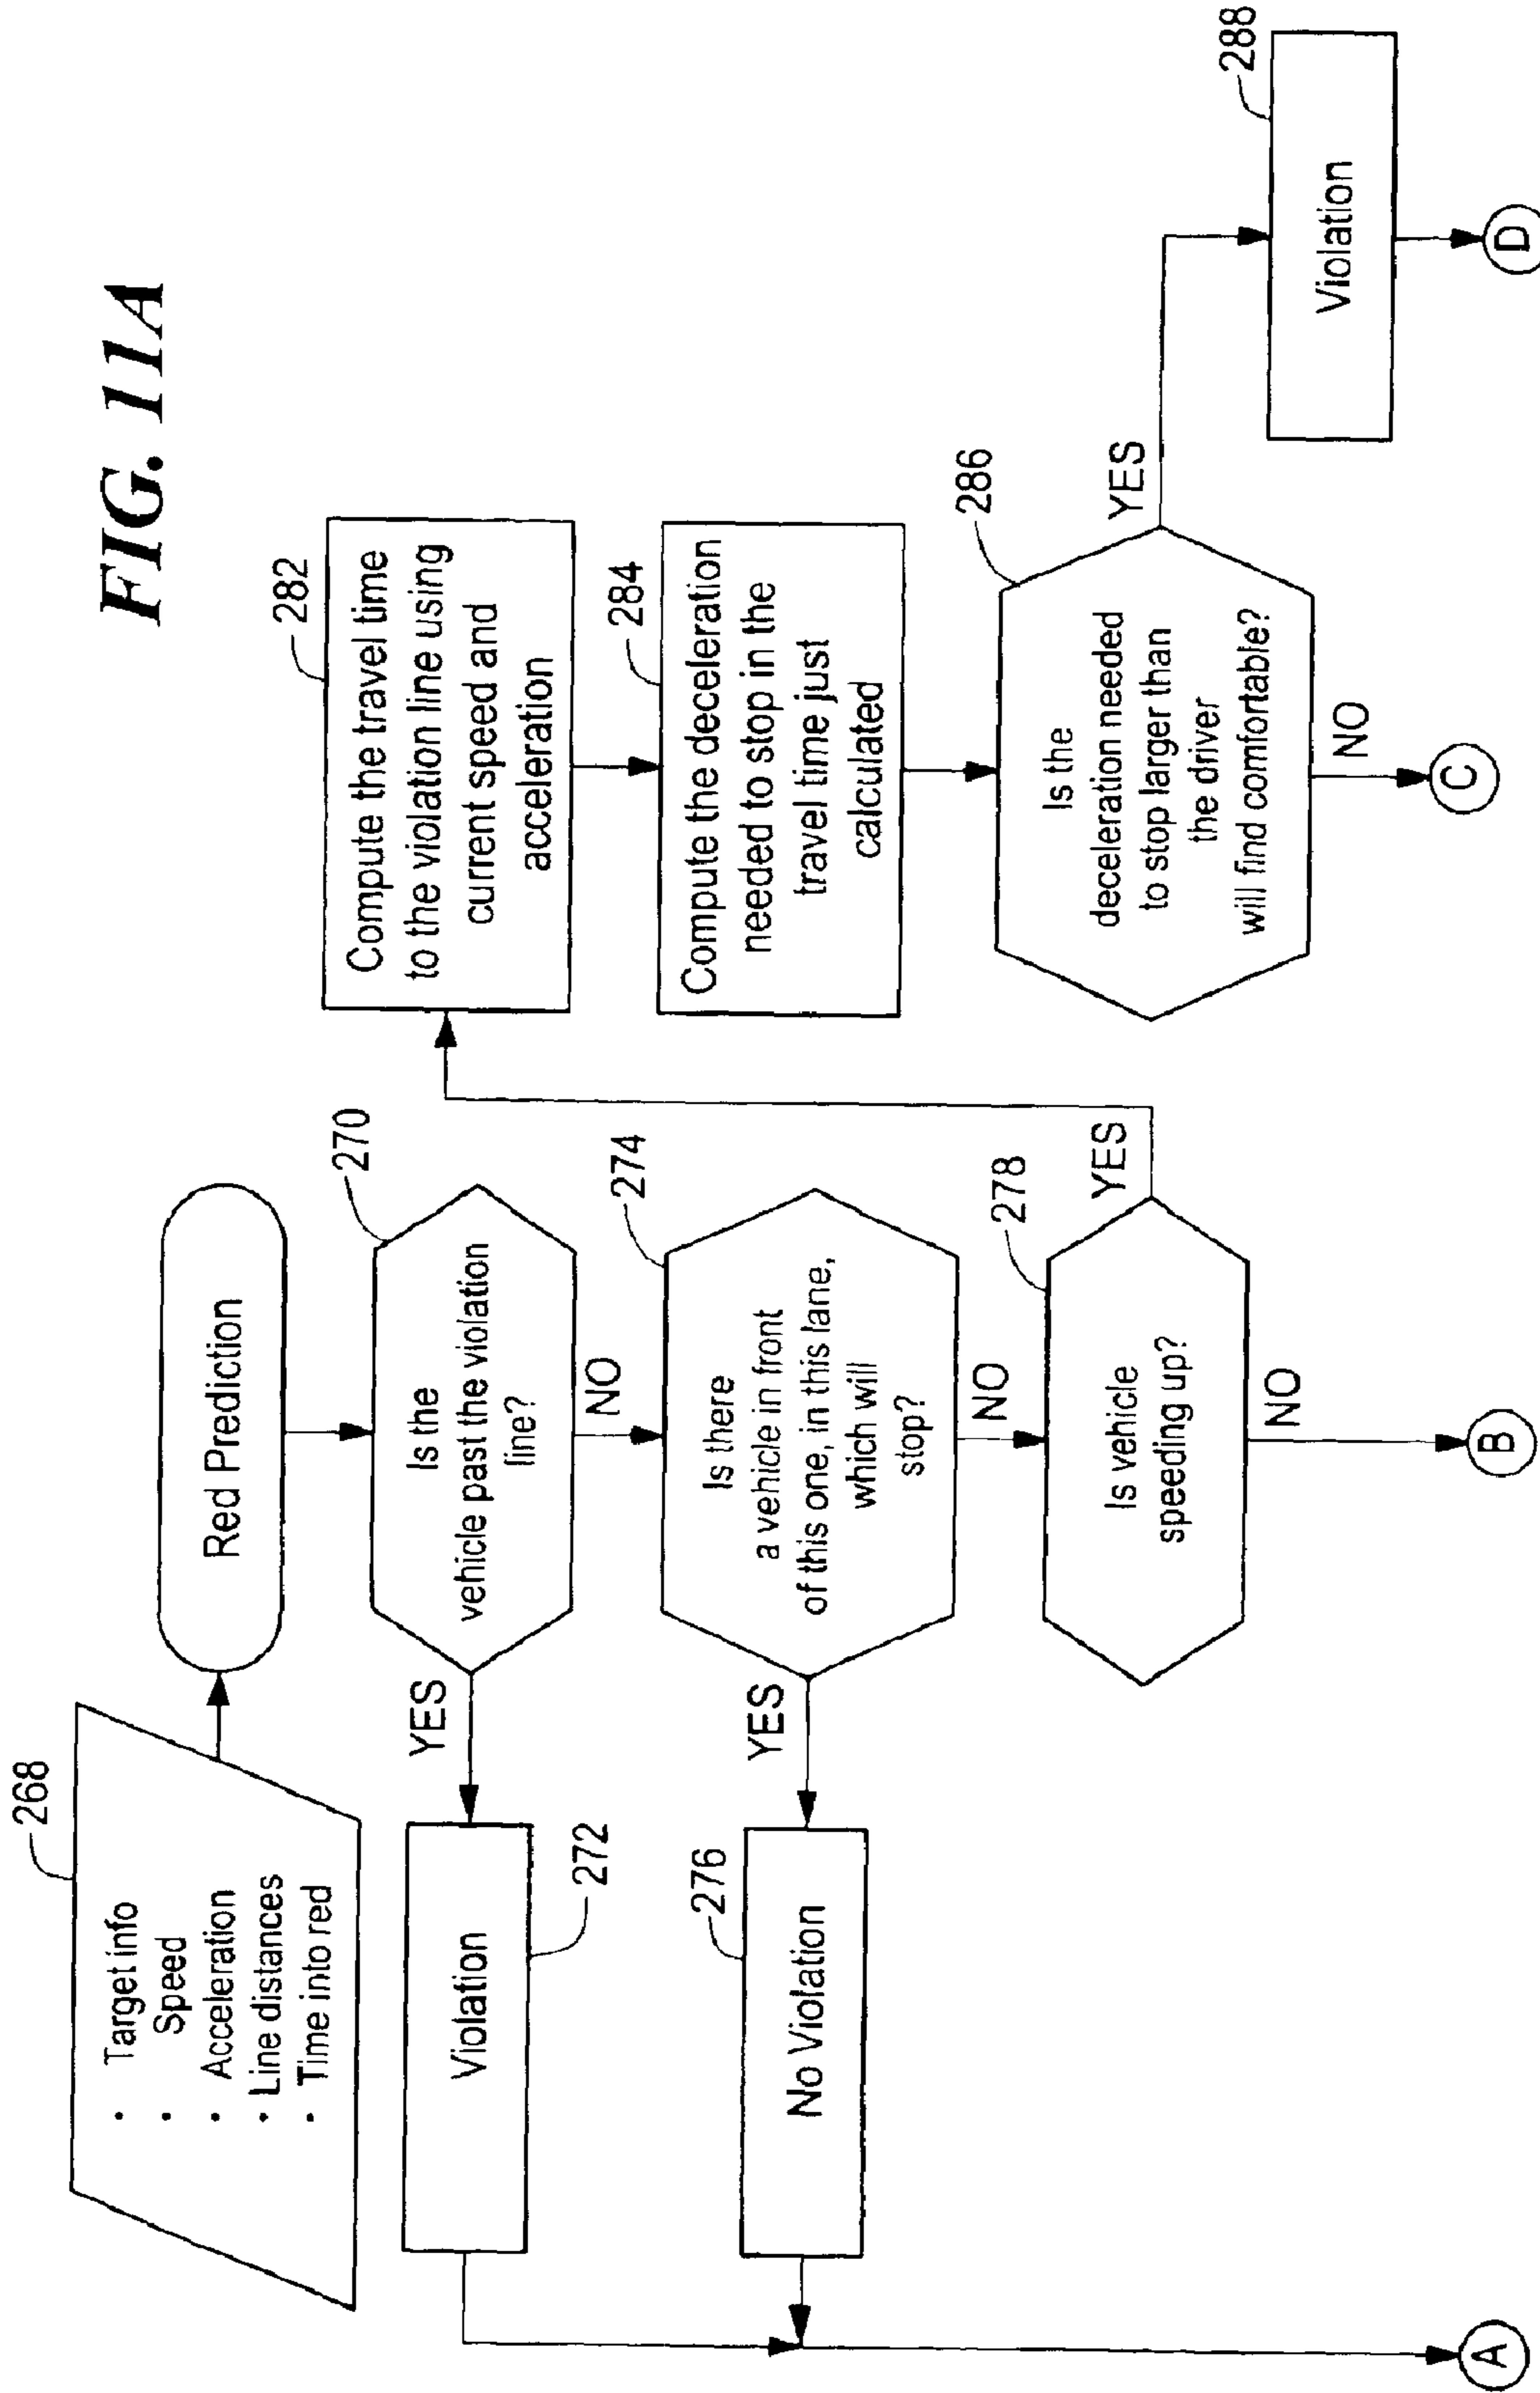 FIG. 11A
268
• Target info
• Speed
• Acceleration
• Line distances
• Time into red
Red Prediction
270
Is the
vehicle past the violation
line?
YES
NO
Violation
272
274
Is there
a vehicle in front
of this one, in this lane,
which will
stop?
YES
NO
276
No Violation
278
Is vehicle
speeding up?
YES
NO
282
Compute the travel time
to the violation line using
current speed and
acceleration
284
Compute the deceleration
needed to stop in the
travel time just
calculated
286
Is the
deceleration needed
to stop larger than
the driver
will find comfortable?
YES
NO
288
Violation
A
B
C
D